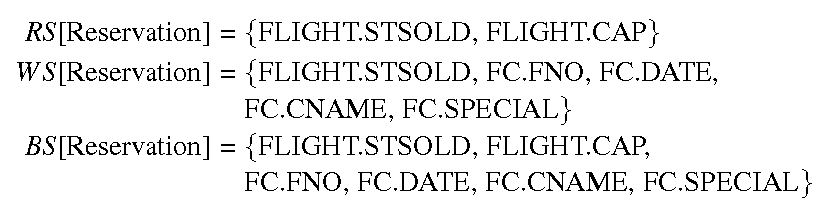 RS[Reservation] = {FLIGHT.STSOLD, FLIGHT.CAP}
WS[Reservation] = {FLIGHT.STSOLD, FC.FNO, FC.DATE,
FC.CNAME, FC.SPECIAL}
BS[Reservation] = {FLIGHT.STSOLD, FLIGHT.CAP,
FC.FNO, FC.DATE, FC.CNAME, FC.SPECIAL}